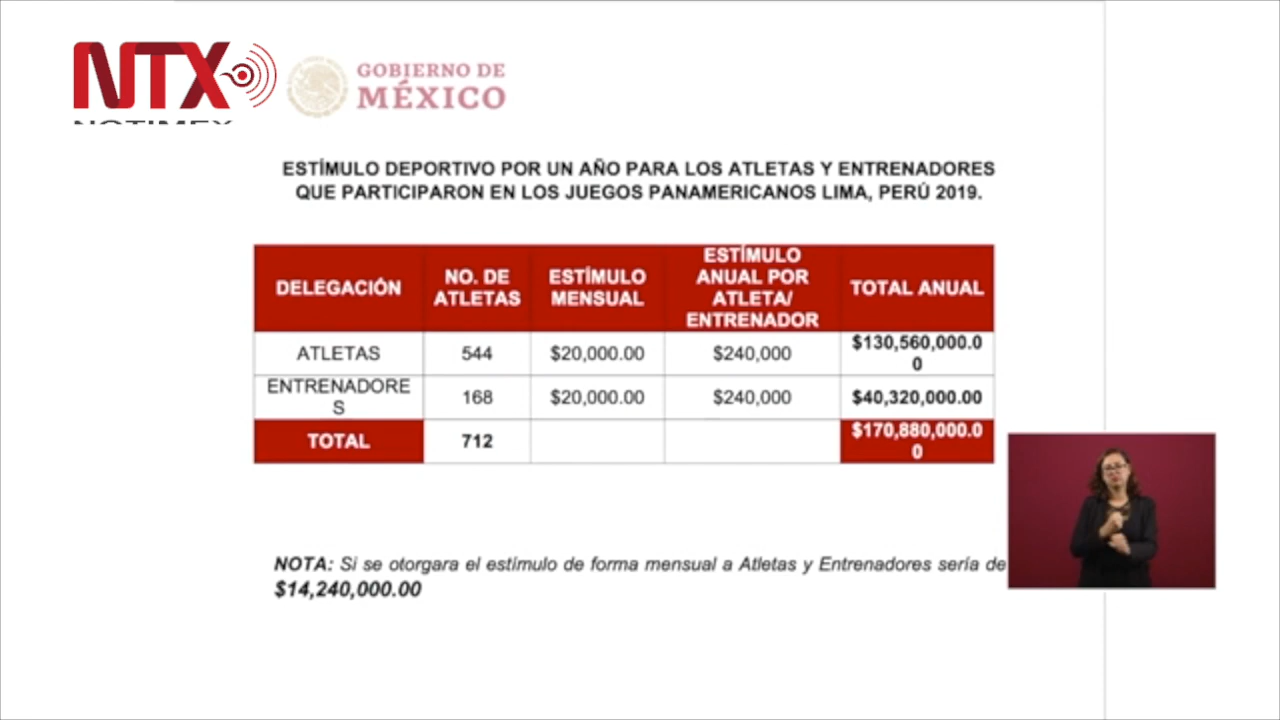 NTX
NOTIMEX
GOBIERNO DE
MÉXICO
ESTÍMULO DEPORTIVO POR UN AÑO PARA LOS ATLETAS Y ENTRENADORES
QUE PARTICIPARON EN LOS JUEGOS PANAMERICANOS LIMA, PERÚ 2019.
DELEGACIÓN
NO. DE
ATLETAS
ESTÍMULO
MENSUAL
ESTÍMULO
ANUAL POR
ATLETA/
ENTRENADOR
TOTAL ANUAL
ATLETAS
544
$20,000.00
$240,000
$130,560,000.0
0
ENTRENADORE
S
168
$20,000.00
$240,000
$40,320,000.00
TOTAL
712
$170,880,000.0
0
NOTA: Si se otorgara el estímulo de forma mensual a Atletas y Entrenadores sería de
$14,240,000.00